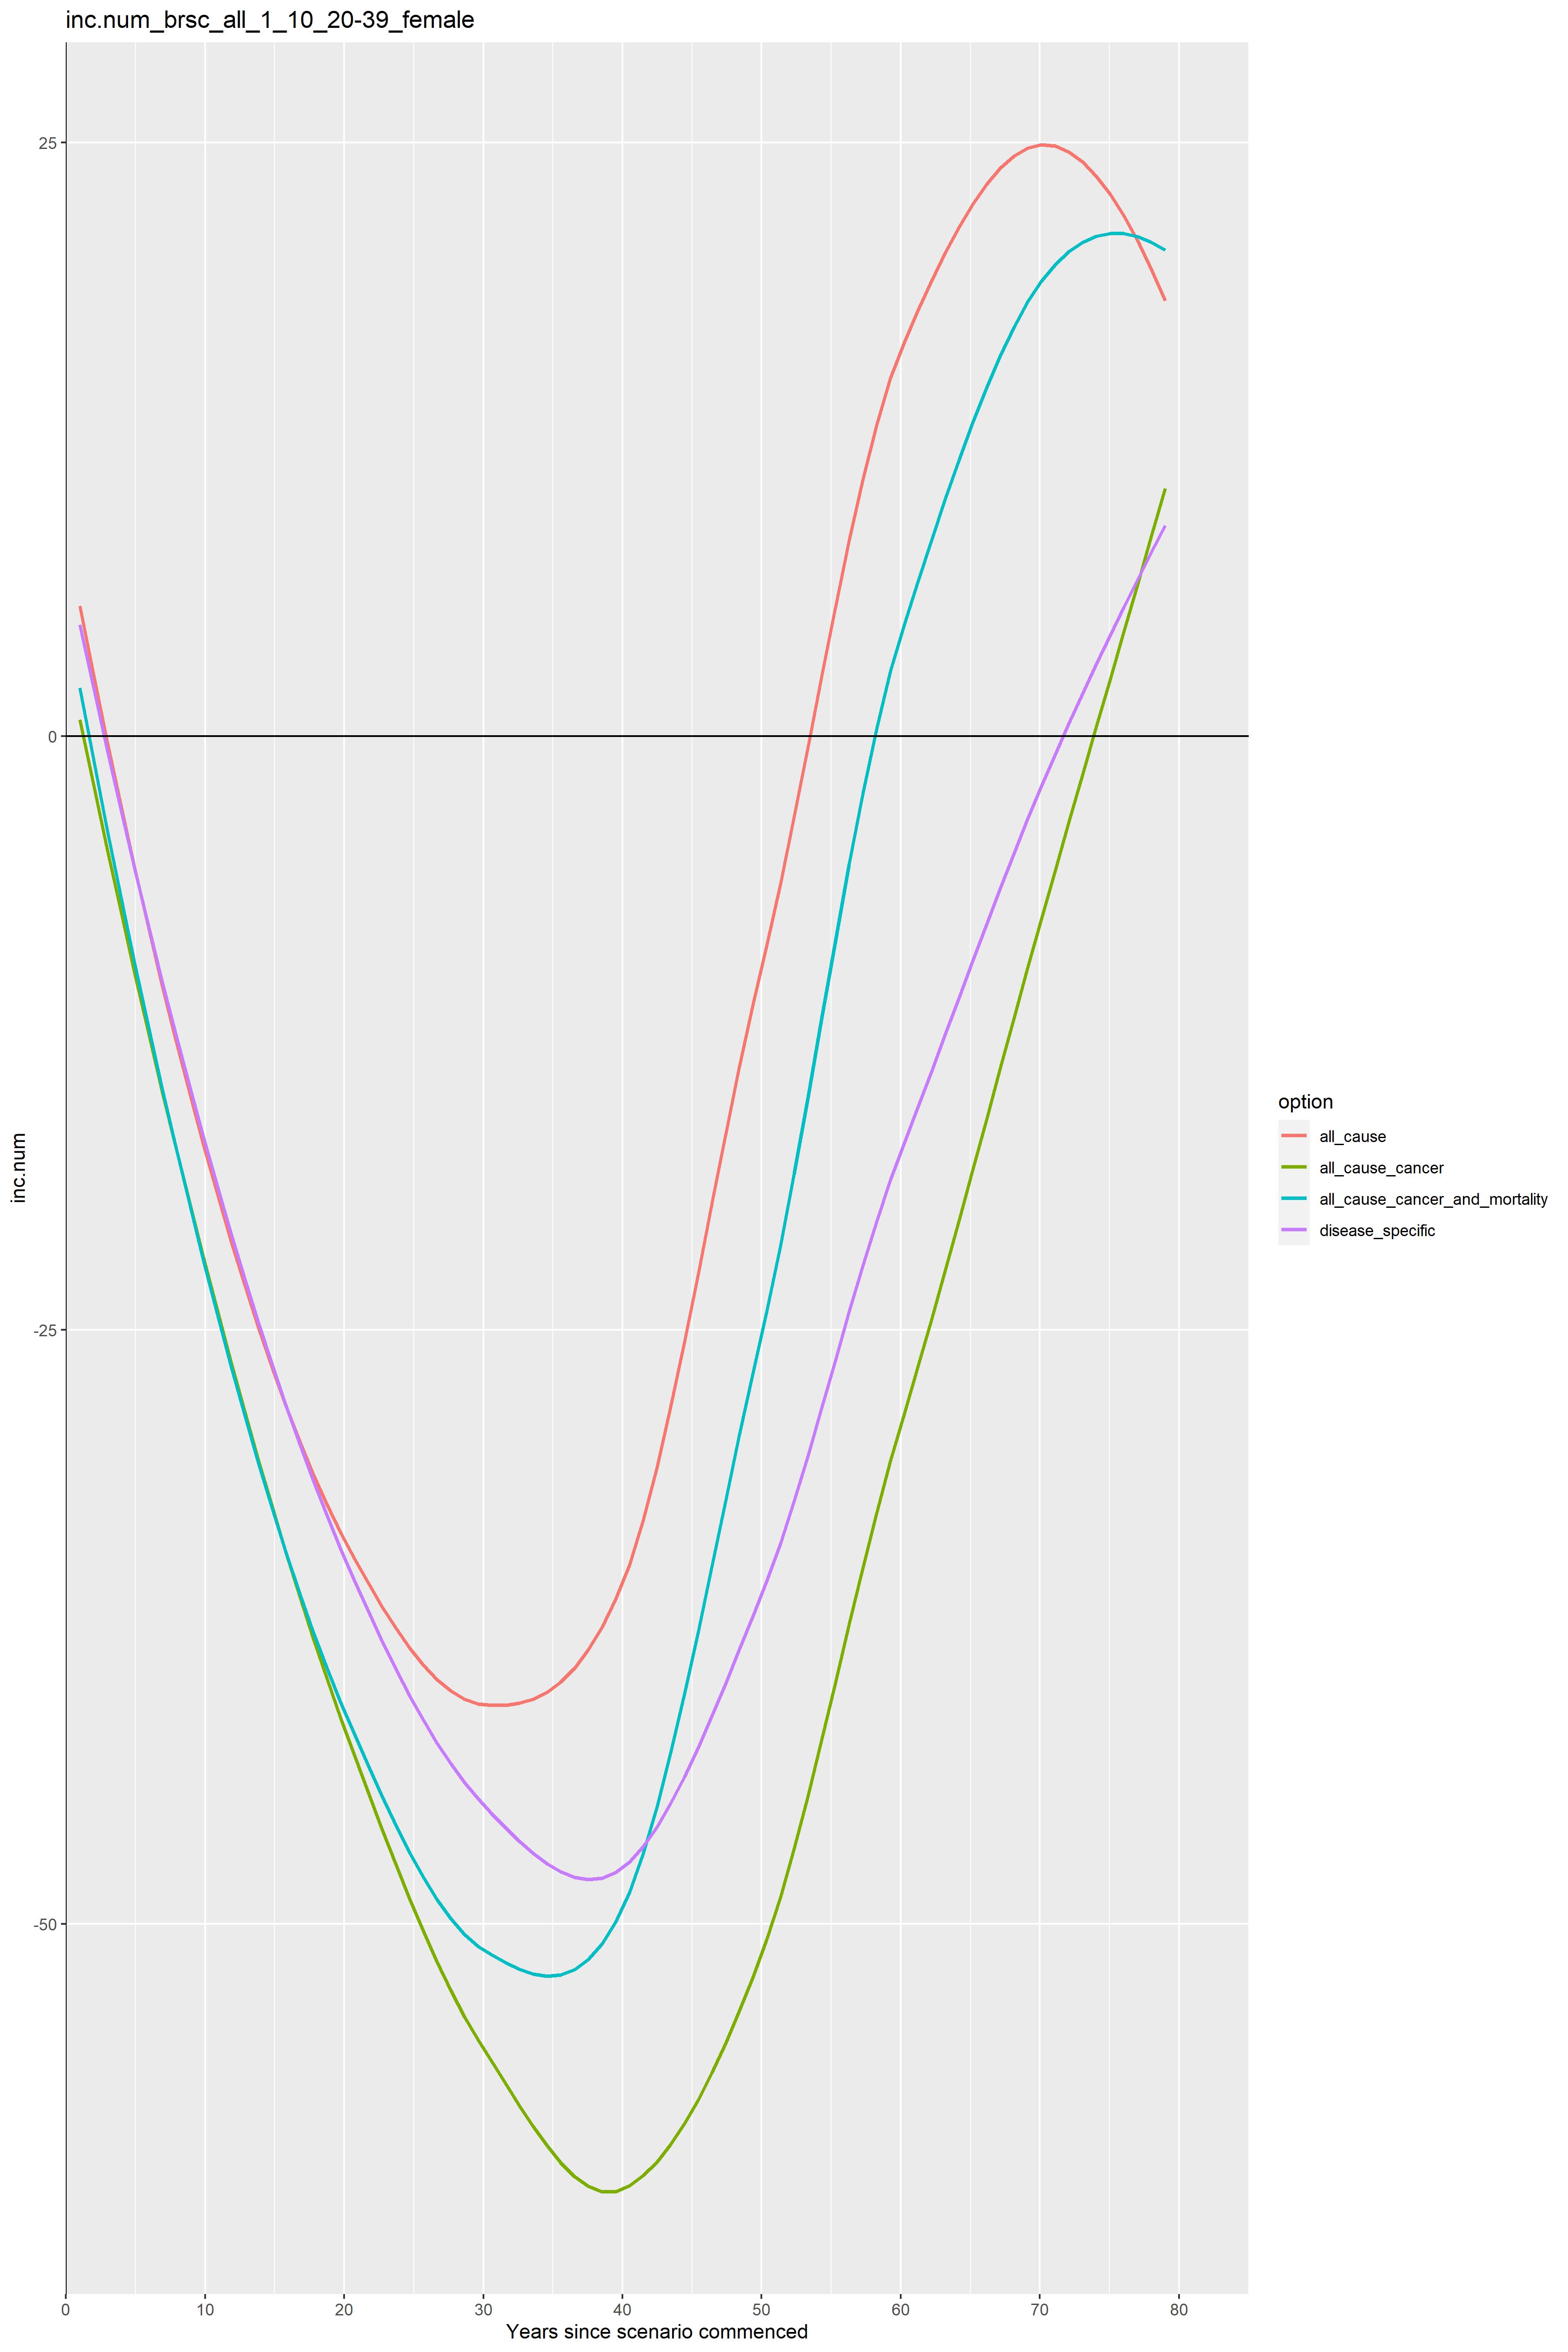 inc.num_brsc_all_1_10_20-39_female
25
0
-25
-50
inc.num
0 10 20 30 40 50 60 70 80
Years since scenario commenced
option
all_cause
all_cause_cancer
all_cause_cancer_and_mortality
disease_specific